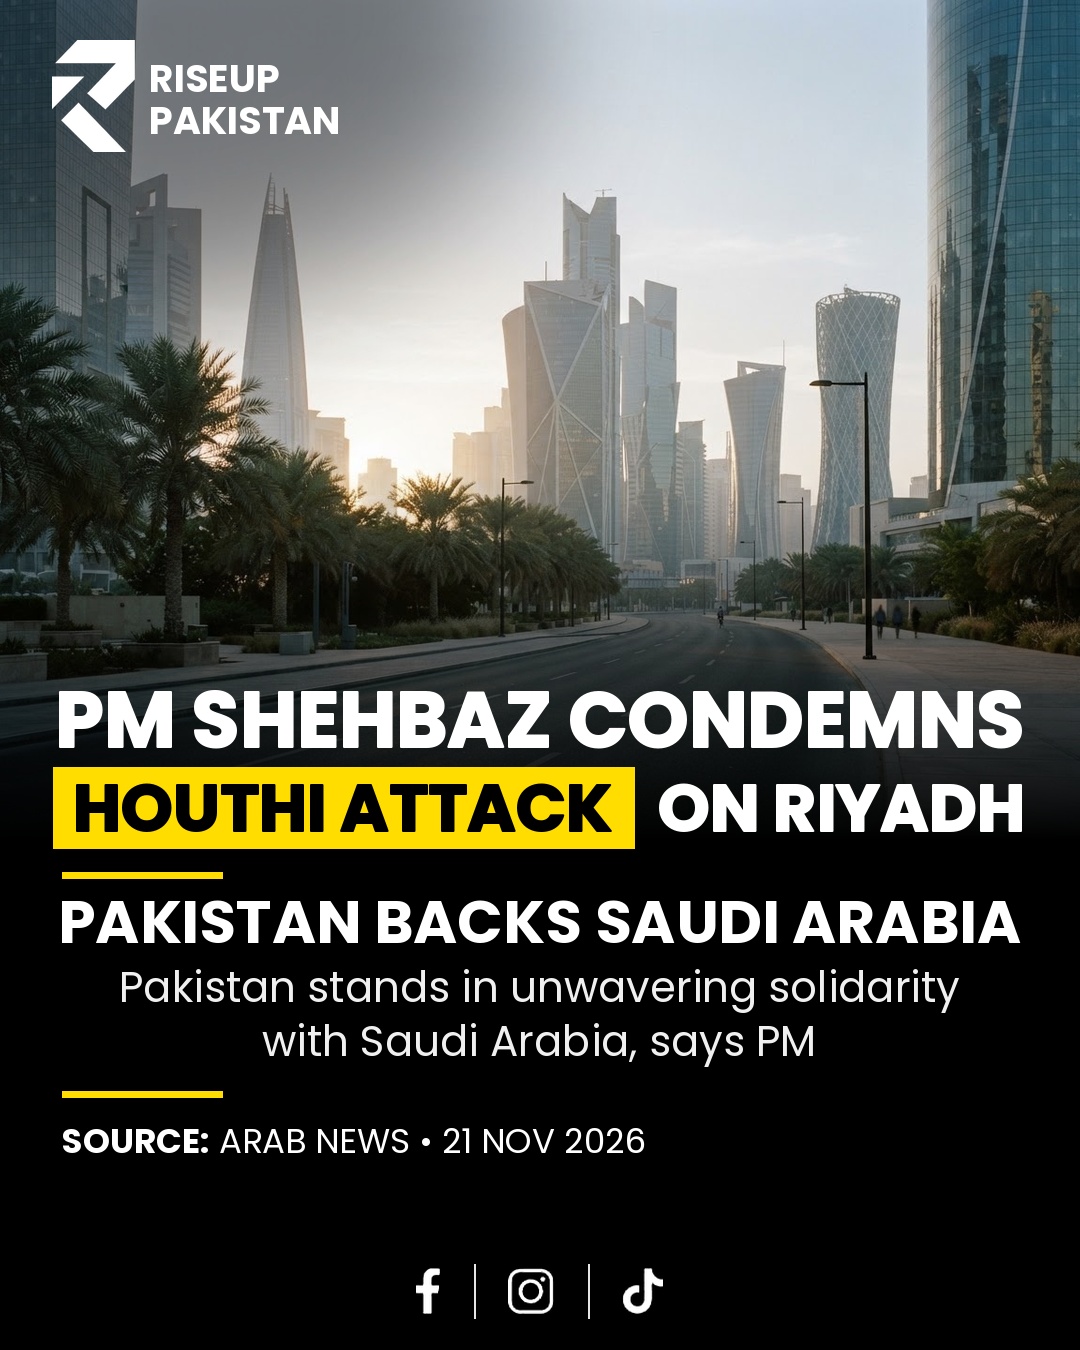 RISEUP
PAKISTAN
PM SHEHBAZ CONDEMNS
HOUTHI ATTACK ON RIYADH
PAKISTAN BACKS SAUDI ARABIA
Pakistan stands in unwavering solidarity
with Saudi Arabia, says PM
SOURCE: ARAB NEWS • 21 NOV 2026